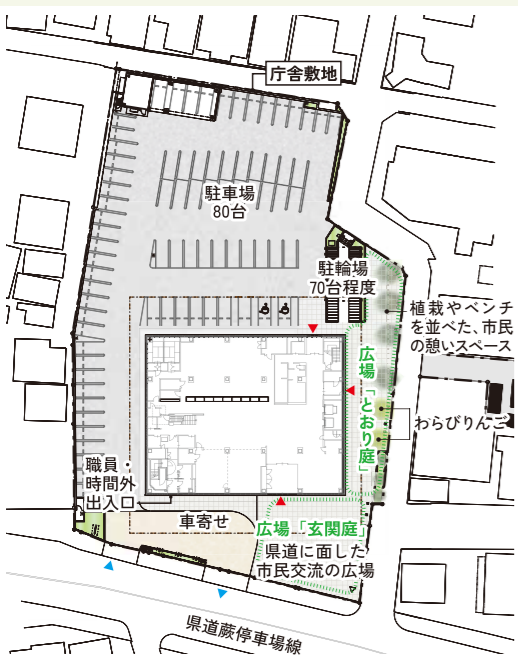 庁舎敷地
駐車場
80台
駐輪場
70台程度
植栽やベンチ
を並べた、市民
の憩いスペース
広場「とおり庭」
わらびりんご
職員・
時間外
出入口
車寄せ
広場「玄関庭」
県道に面した
市民交流の広場
県道蕨停車場線